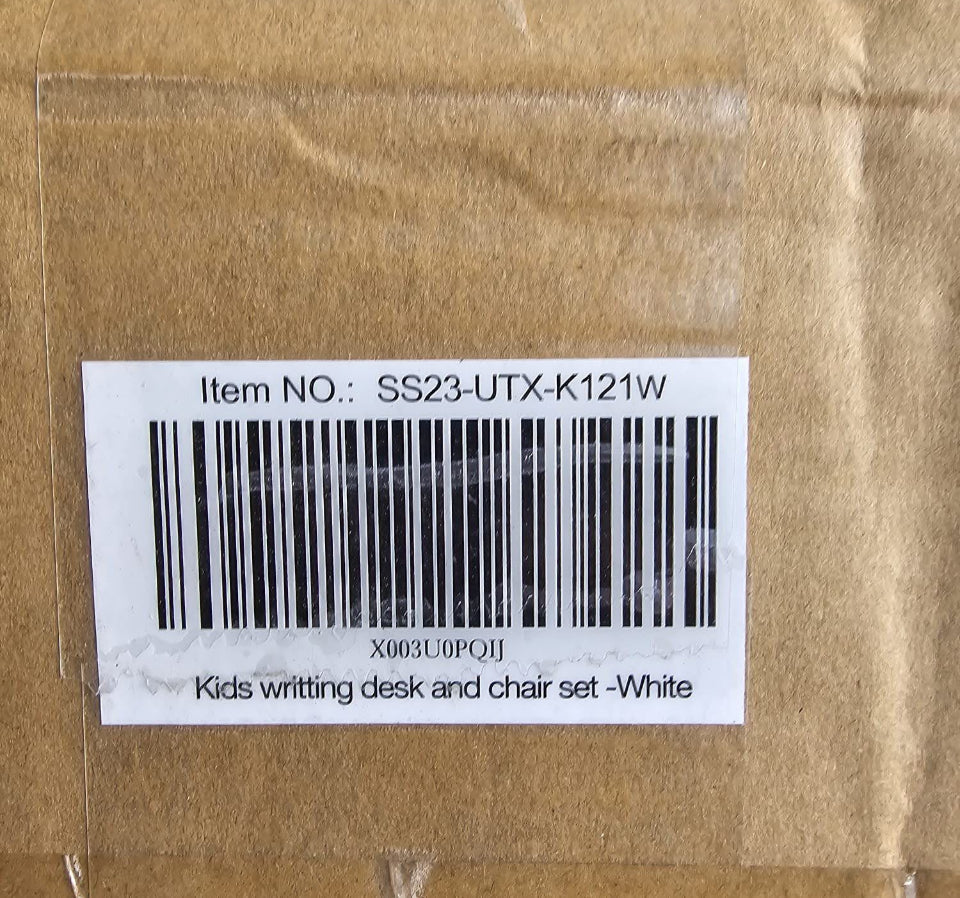 Item NO.: SS23-UTX-K121W
X003U0PQIJ
Kids writting desk and chair set -White